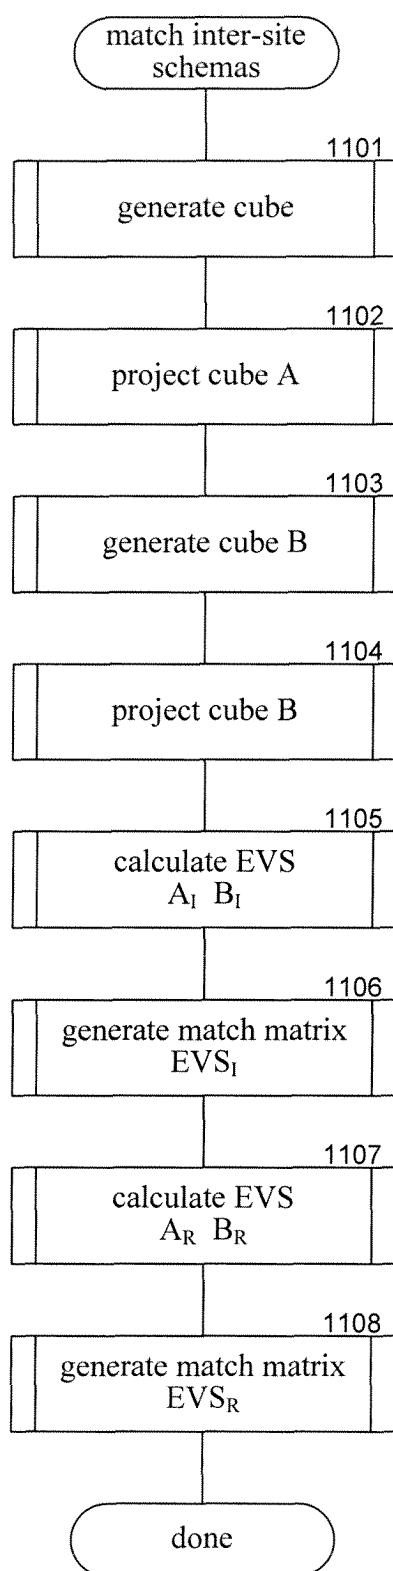 match inter-site
schemas
1101
generate cube
1102
project cube A
1103
generate cube B
1104
project cube B
1105
calculate EVS
A_I B_I
1106
generate match matrix
EVS_I
1107
calculate EVS
A_R B_R
1108
generate match matrix
EVS_R
done